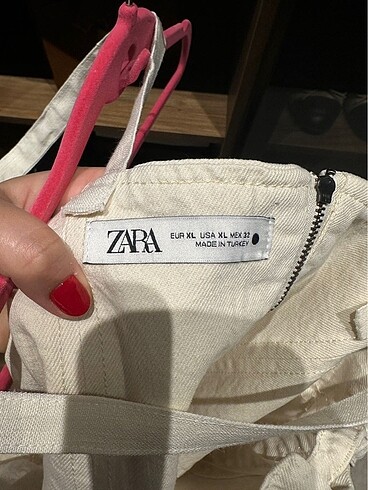 ZARA
EUR XL USA XL MEX 32
MADE IN TURKEY